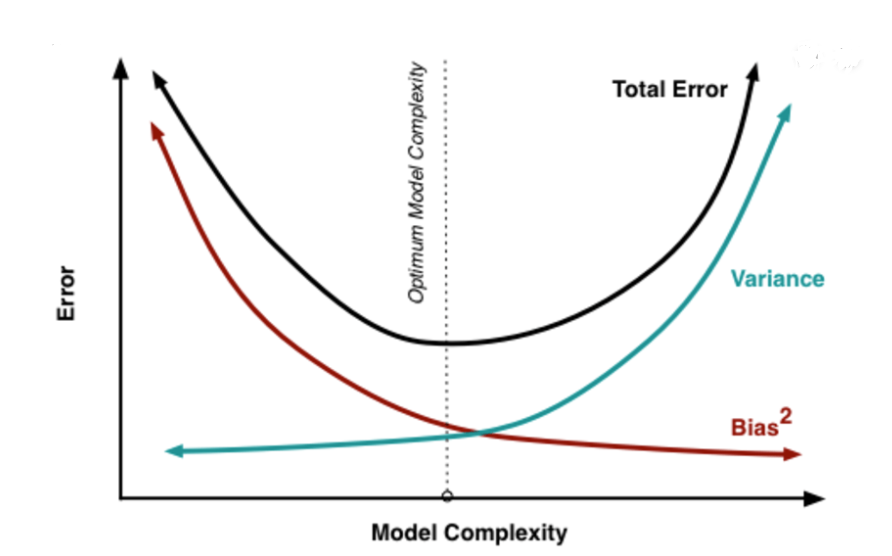 Total Error
Optimum Model Complexity
Variance
Error
Bias²
Model Complexity